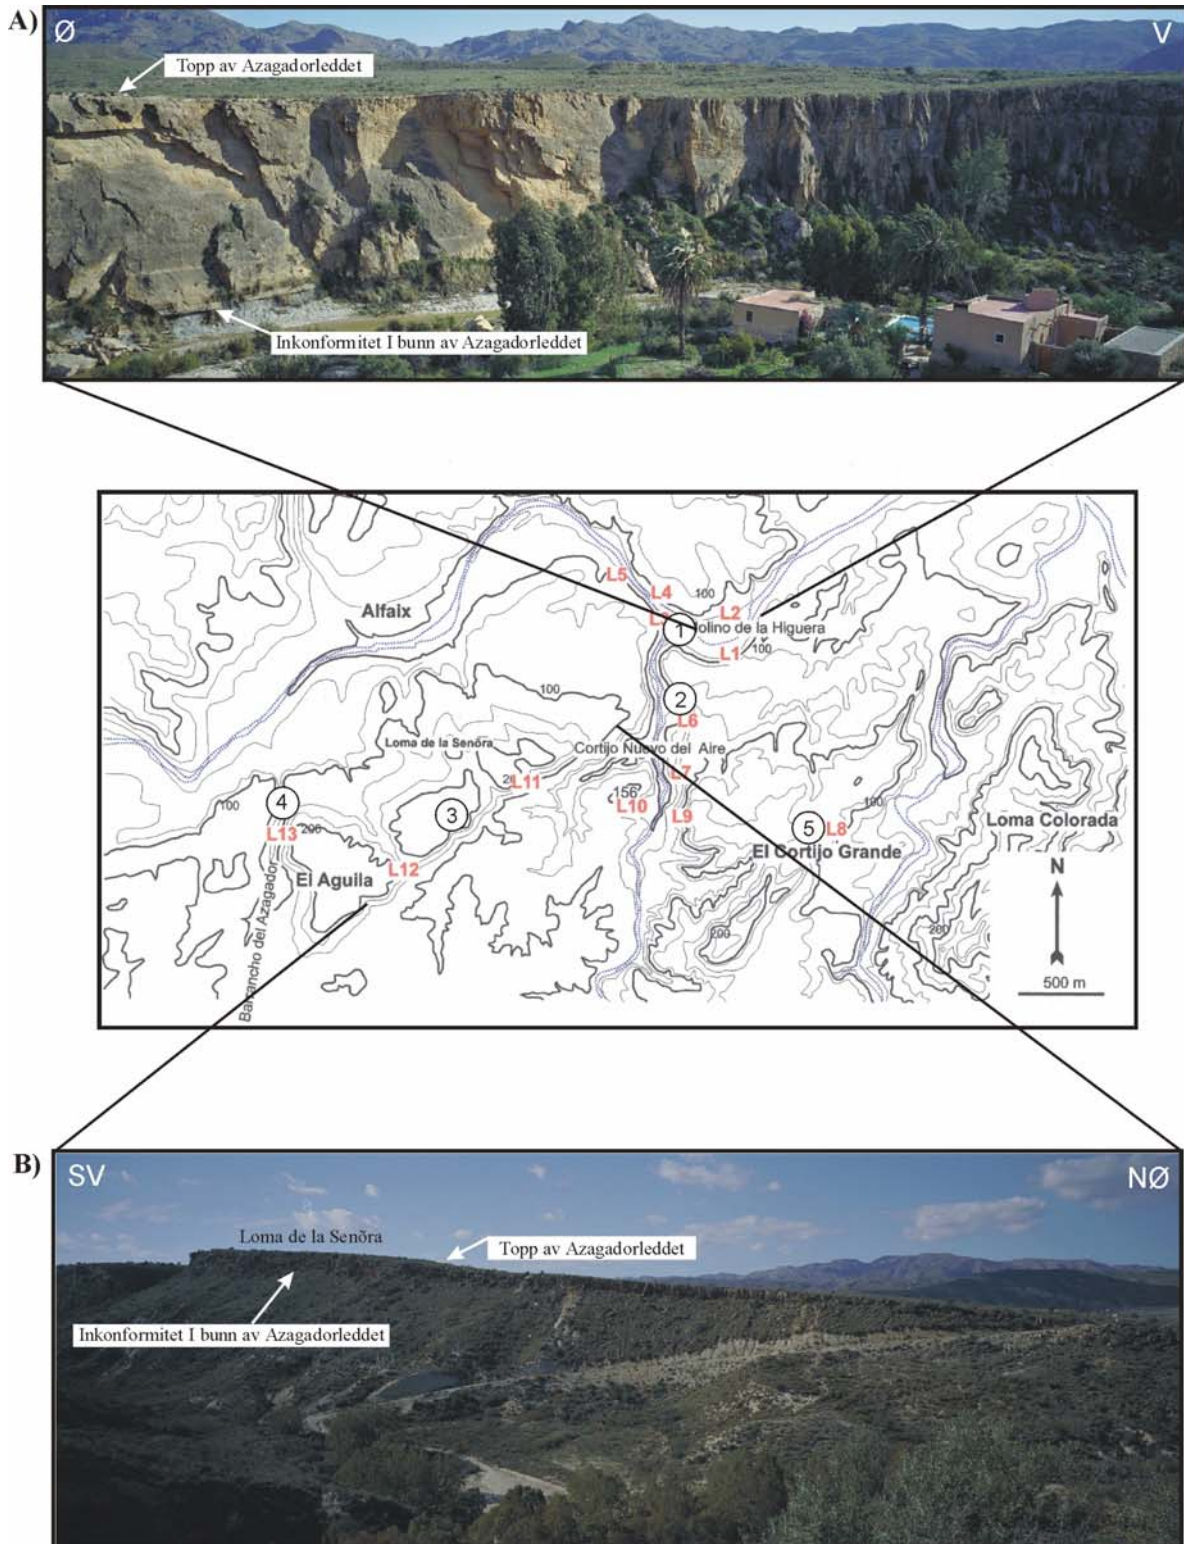 A)
Ø
V
Topp av Azagadorleddet
Inkonformitet I bunn av Azagadorleddet
L5
L4
100
Alfaix
L2
1
olino de la Higuera
L1
100
100
2
L6
Loma de la Senõra
Cortijo Nuevo del Aire
L7
L11
156
L10
4
3
L9
100
100
L13
200
5
L8
Loma Colorada
El Cortijo Grande
L12
El Aguila
N
Barrancho del Azagador
200
200
500 m
B)
SV
NØ
Loma de la Senõra
Topp av Azagadorleddet
Inkonformitet I bunn av Azagadorleddet